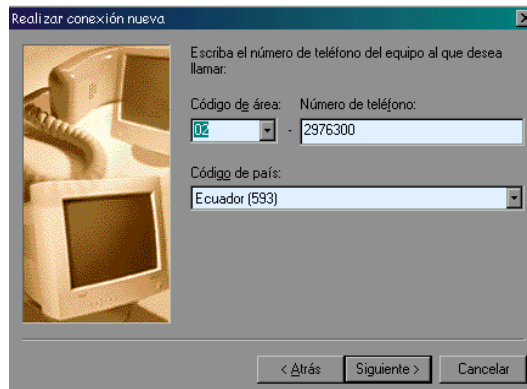 Realizar conexión nueva
Escriba el número de teléfono del equipo al que desea
llamar:
Código de área: Número de teléfono:
02 - 2976300
Código de país:
Ecuador (593)
< Atrás Siguiente > Cancelar